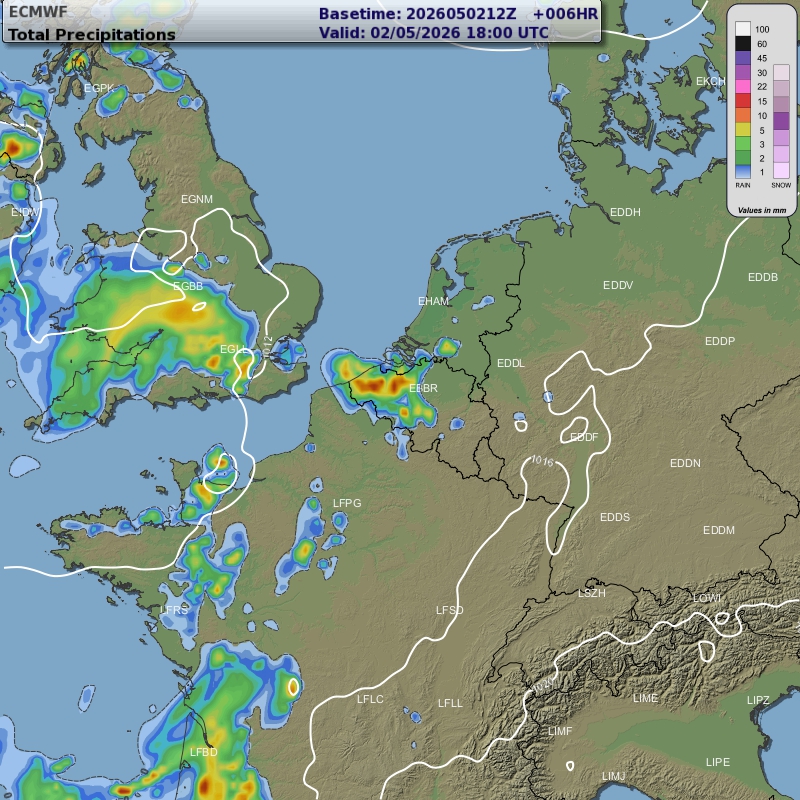 ECMWF
Basetime: 2026050212Z +006HR
Total Precipitations
Valid: 02/05/2026 18:00 UTC
100
60
45
30
22
15
10
5
3
2
1
RAIN
SNOW
Values in mm
EGPK
EKCH
EGNM
EIDW
EDDH
EGBB
EDDV
EDDB
EHAM
EDDP
1012
EGLL
EDDL
EBBR
EDDF
1016
EDDN
LFPG
EDDS
EDDM
LSZH
LOWI
LFRS
LFSD
1020
LFLC
LFLL
LIME
LIPZ
LIMF
LFBD
LIPE
LIMJ